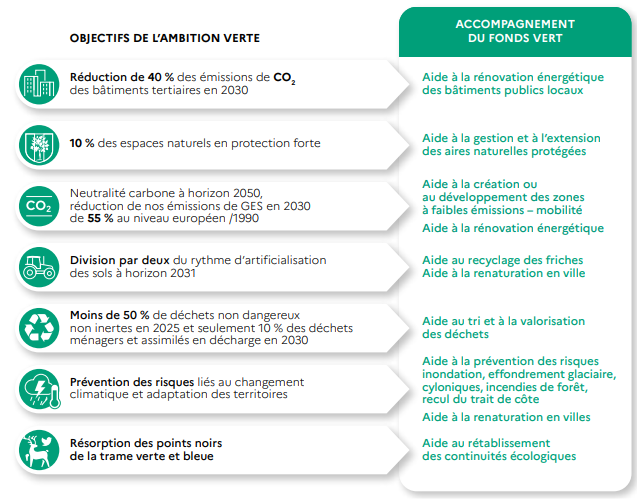 OBJECTIFS DE L'AMBITION VERTE
ACCOMPAGNEMENT
DU FONDS VERT
Réduction de 40 % des émissions de CO₂
des bâtiments tertiaires en 2030
Aide à la rénovation énergétique
des bâtiments publics locaux
10 % des espaces naturels en protection forte
Aide à la gestion et à l'extension
des aires naturelles protégées
CO₂
Neutralité carbone à horizon 2050,
réduction de nos émissions de GES en 2030
de 55 % au niveau européen /1990
Aide à la création ou
au développement des zones
à faibles émissions – mobilité
Aide à la rénovation énergétique
Division par deux du rythme d'artificialisation
des sols à horizon 2031
Aide au recyclage des friches
Aide à la renaturation en ville
Moins de 50 % de déchets non dangereux
non inertes en 2025 et seulement 10 % des déchets
ménagers et assimilés en décharge en 2030
Aide au tri et à la valorisation
des déchets
Prévention des risques liés au changement
climatique et adaptation des territoires
Aide à la prévention des risques
inondation, effondrement glaciaire,
cyloniques, incendies de forêt,
recul du trait de côte
Aide à la renaturation en villes
Résorption des points noirs
de la trame verte et bleue
Aide au rétablissement
des continuités écologiques